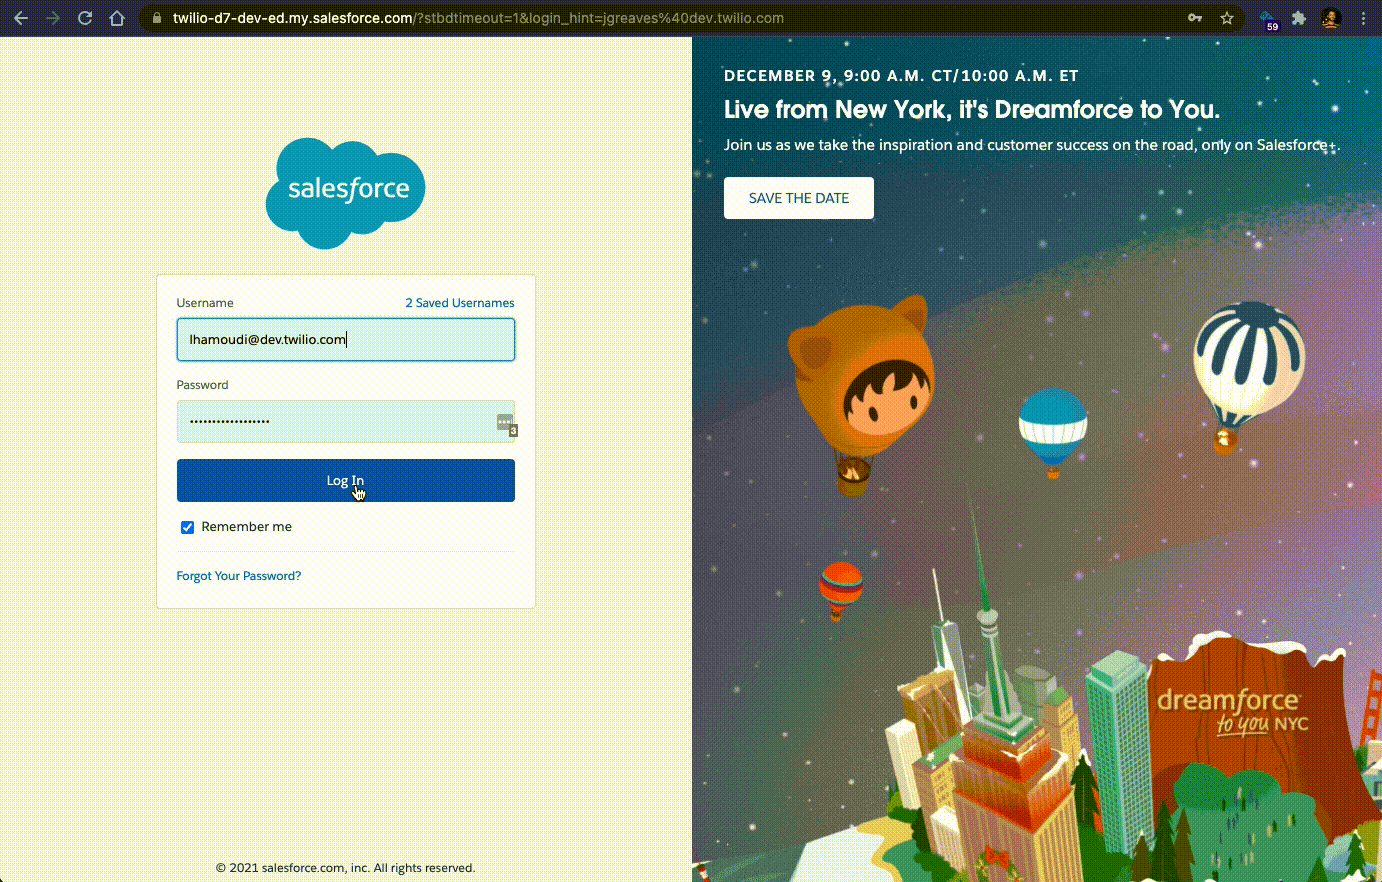 twilio-d7-dev-ed.my.salesforce.com/?stbdtimeout=1&login_hint=jgreaves%40dev.twilio.com
59
salesforce
Username
2 Saved Usernames
lhamoudi@dev.twilio.com
Password
••••••••••••••••••
3
Log In
Remember me
Forgot Your Password?
© 2021 salesforce.com, inc. All rights reserved.
DECEMBER 9, 9:00 A.M. CT/10:00 A.M. ET
Live from New York, it's Dreamforce to You.
Join us as we take the inspiration and customer success on the road, only on Salesforce+.
SAVE THE DATE
dreamforce
to you NYC